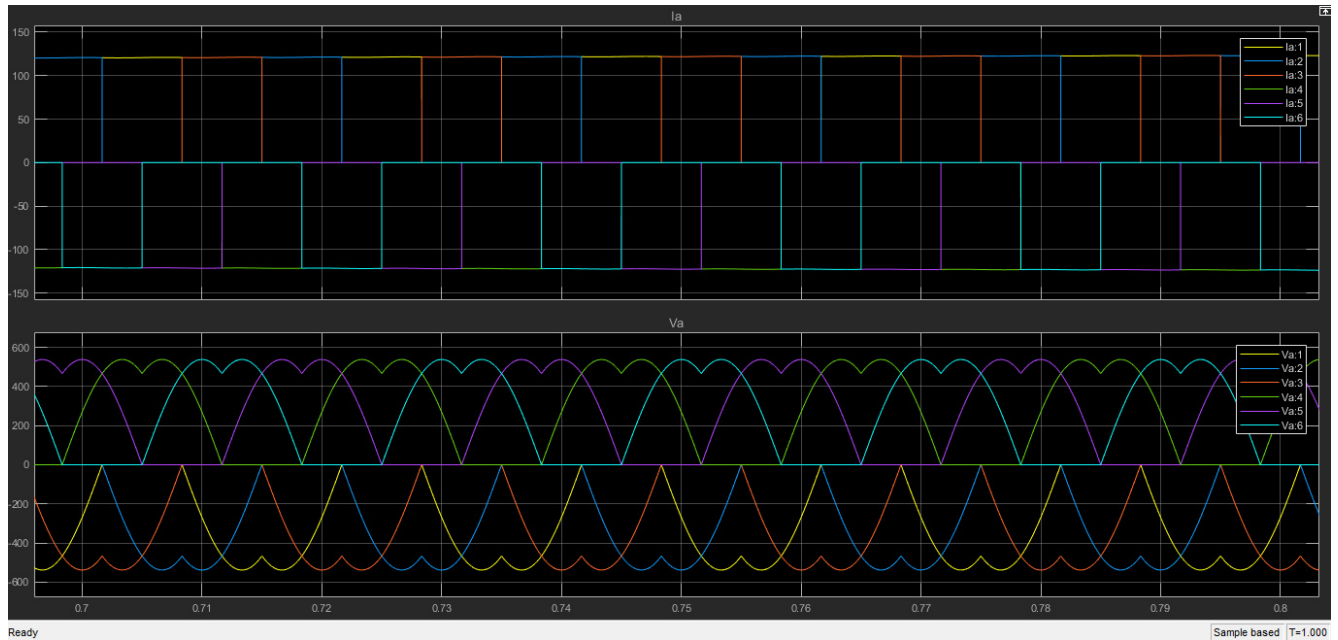 Ia
150
100
50
0
-50
-100
-150
Ia:1
Ia:2
Ia:3
Ia:4
Ia:5
Ia:6
Va
600
400
200
0
-200
-400
-600
Va:1
Va:2
Va:3
Va:4
Va:5
Va:6
0.7 0.71 0.72 0.73 0.74 0.75 0.76 0.77 0.78 0.79 0.8
Ready Sample based T=1.000